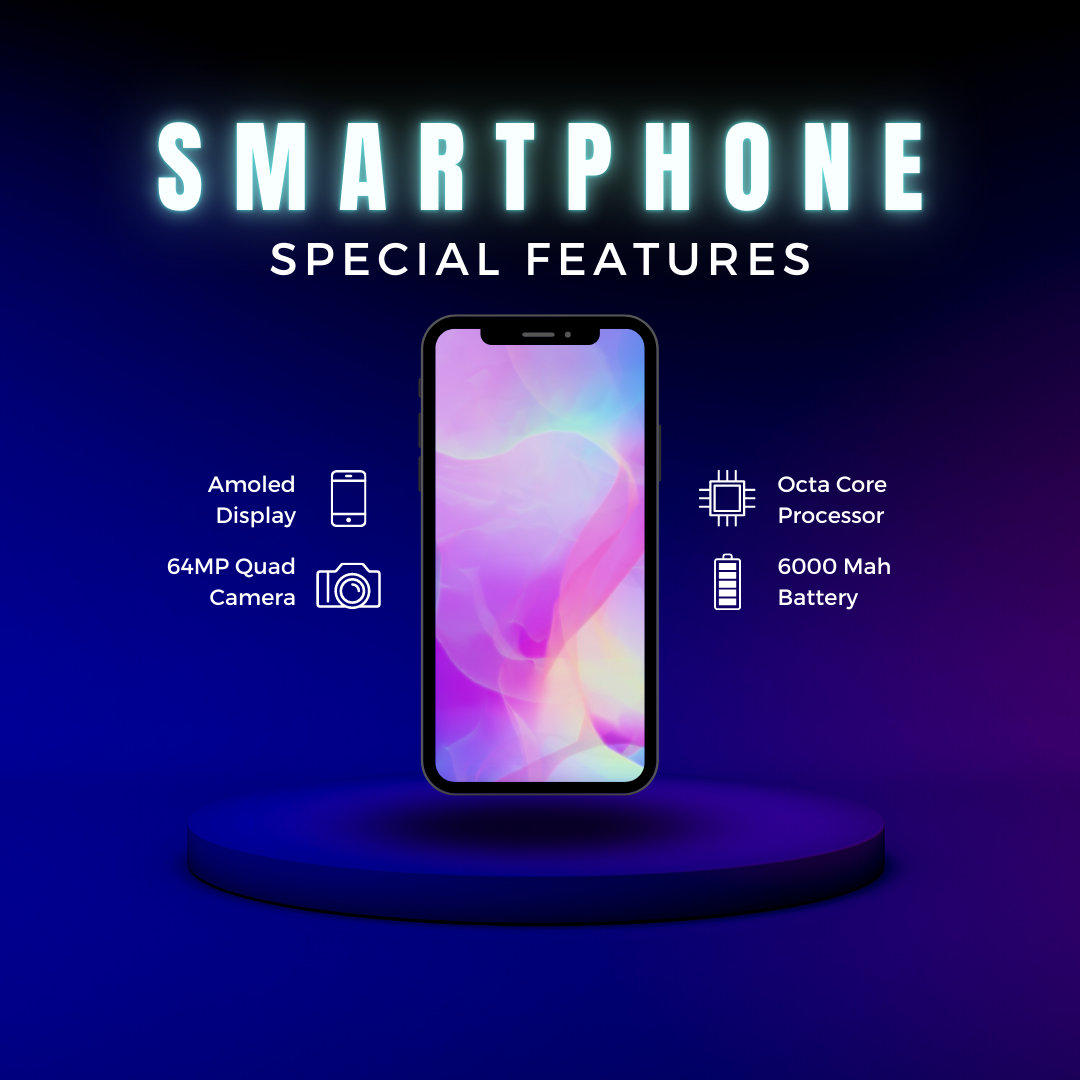 SMARTPHONE
SPECIAL FEATURES
Amoled
Display
64MP Quad
Camera
Octa Core
Processor
6000 Mah
Battery